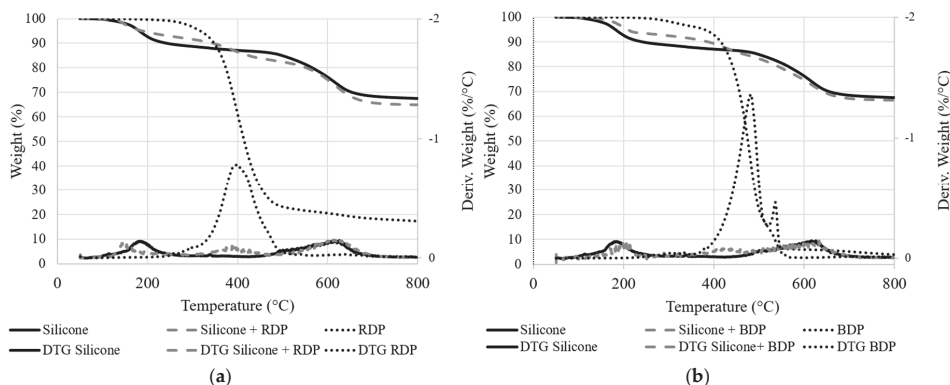 100
90
80
70
60
50
40
30
20
10
0
Weight (%)
-2
-1
0
Deriv. Weight (%/°C)
0 200 400 600 800
Temperature (°C)
Silicone Silicone + RDP RDP
DTG Silicone DTG Silicone + RDP DTG RDP
(a)
100
90
80
70
60
50
40
30
20
10
0
Weight (%)
-2
-1
0
Deriv. Weight (%/°C)
0 200 400 600 800
Temperature (°C)
Silicone Silicone + BDP BDP
DTG Silicone DTG Silicone+ BDP DTG BDP
(b)